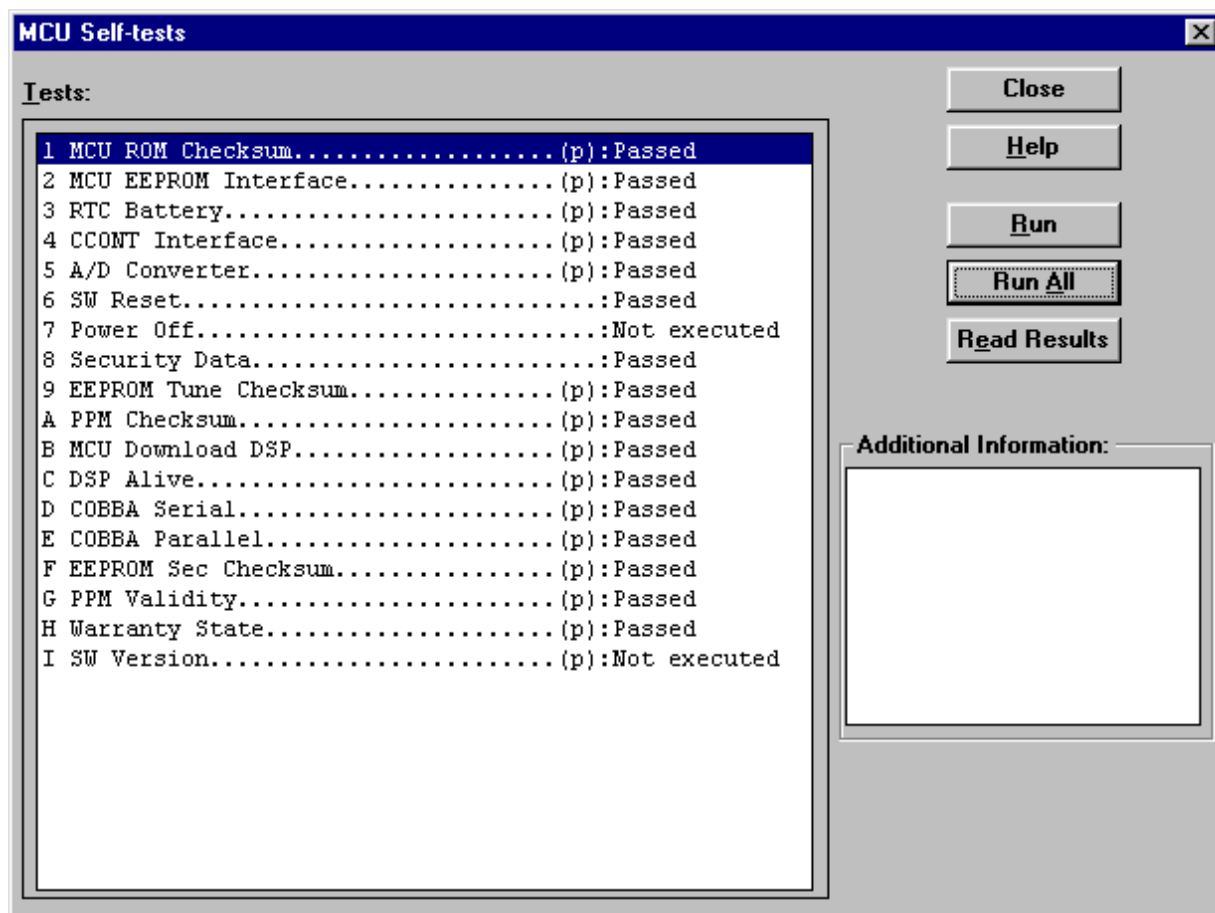 MCU Self-tests
Tests:
1 MCU ROM Checksum...................(p):Passed
2 MCU EEPROM Interface...............(p):Passed
3 RTC Battery........................(p):Passed
4 CCONT Interface....................(p):Passed
5 A/D Converter......................(p):Passed
6 SW Reset..............................:Passed
7 Power Off.............................:Not executed
8 Security Data.........................:Passed
9 EEPROM Tune Checksum...............(p):Passed
A PPM Checksum.......................(p):Passed
B MCU Download DSP...................(p):Passed
C DSP Alive..........................(p):Passed
D COBBA Serial.......................(p):Passed
E COBBA Parallel.....................(p):Passed
F EEPROM Sec Checksum................(p):Passed
G PPM Validity.......................(p):Passed
H Warranty State.....................(p):Passed
I SW Version.........................(p):Not executed
Close
Help
Run
Run All
Read Results
Additional Information: